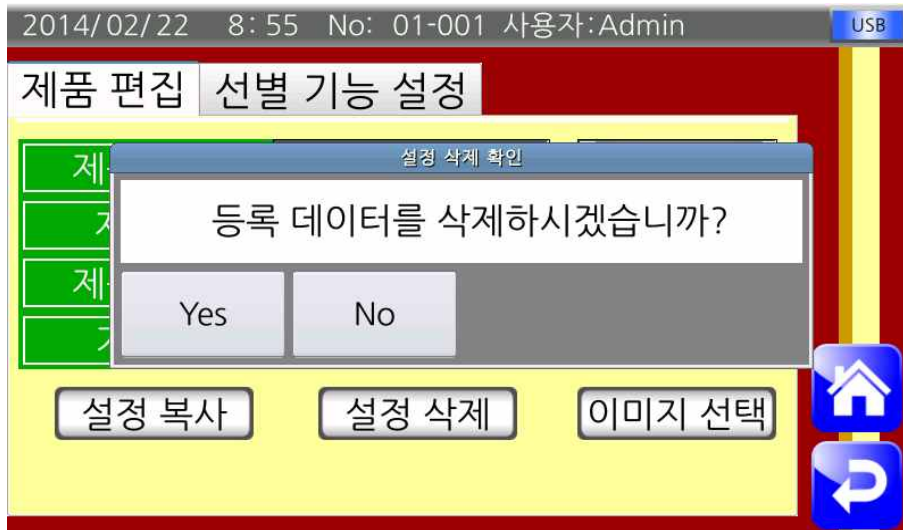 2014/02/22 8:55 No: 01-001 사용자:Admin USB
제품 편집 선별 기능 설정
설정 삭제 확인
등록 데이터를 삭제하시겠습니까?
Yes No
설정 복사 설정 삭제 이미지 선택